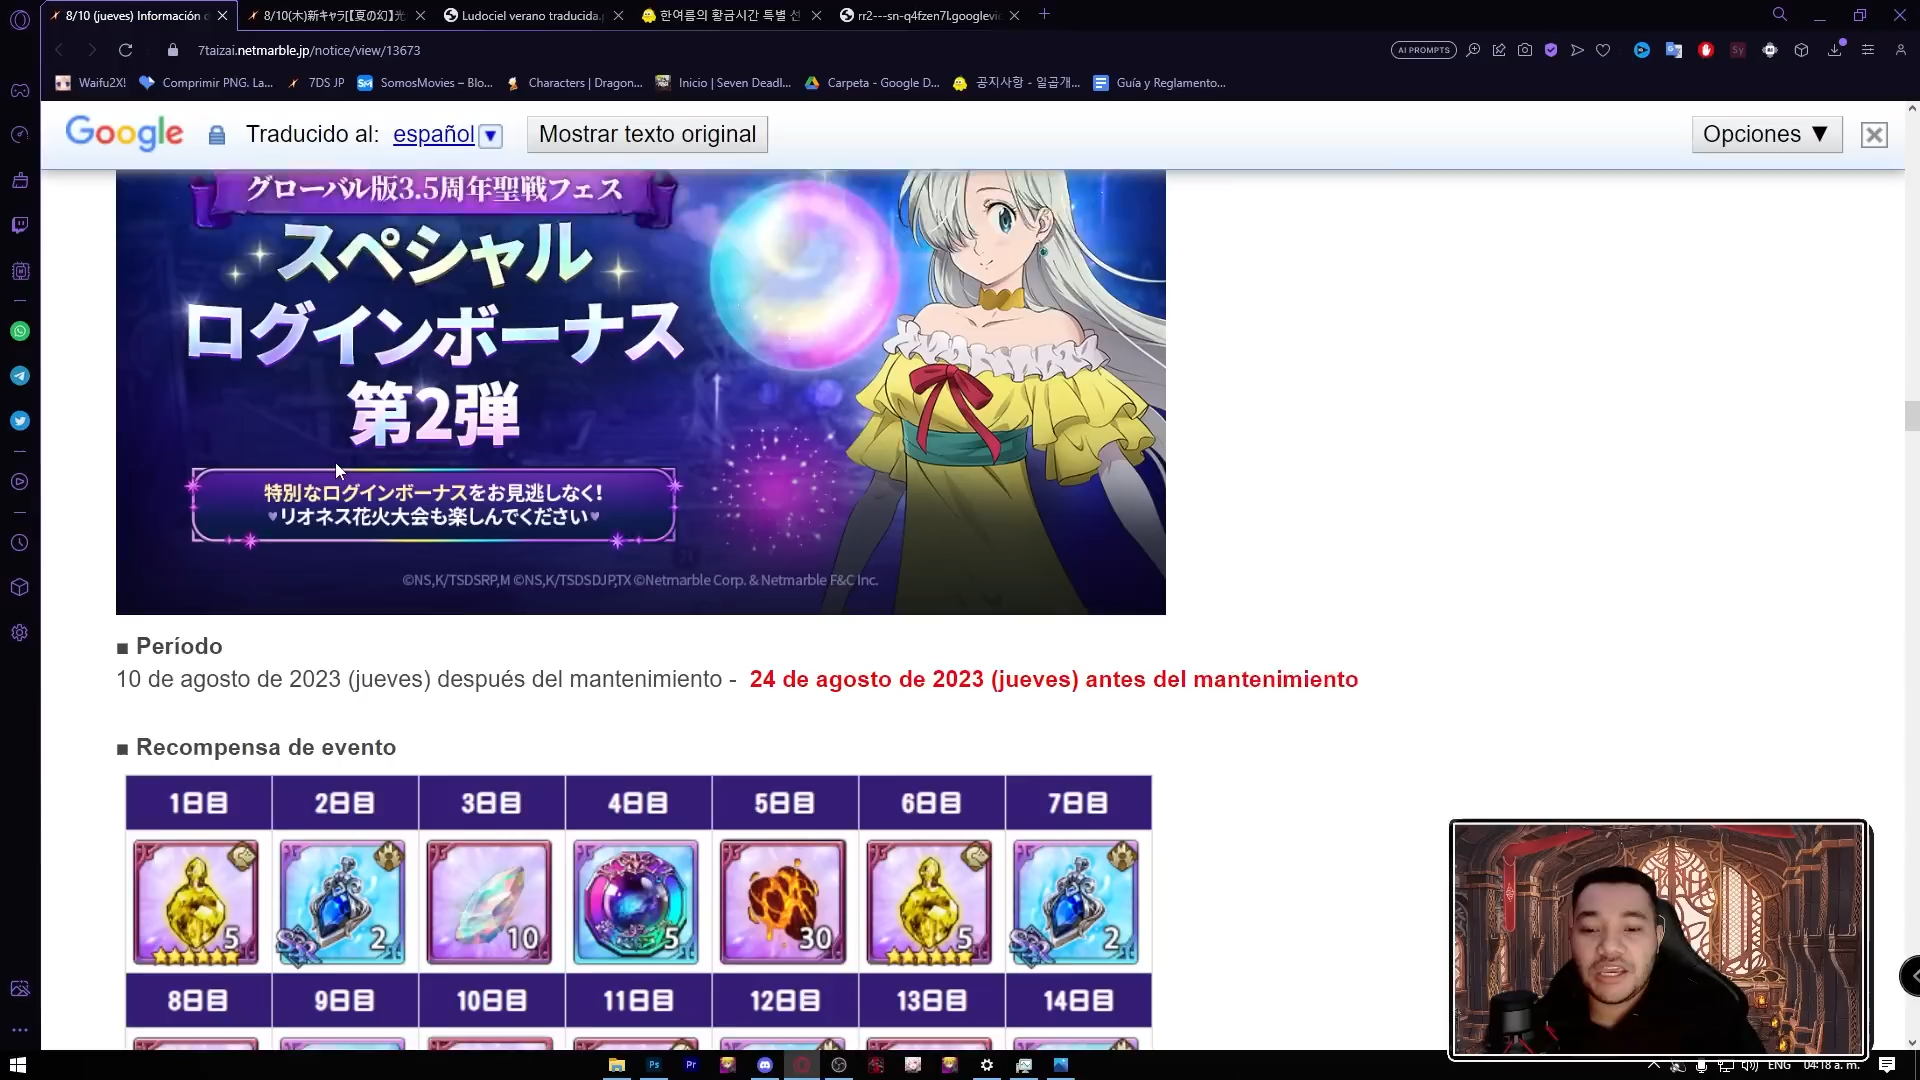 8/10 (jueves) Información d
8/10(木)新キャラ[【夏の幻】光
Ludociel verano traducida.
한여름의 황금시간 특별 선
rr2---sn-q4fzen7l.googlevi
7taizai.netmarble.jp/notice/view/13673
AI PROMPTS
Waifu2X!
Comprimir PNG. La...
7DS JP
SomosMovies – Blo...
Characters | Dragon...
Inicio | Seven Deadl...
Carpeta - Google D...
공지사항 - 일곱개...
Guía y Reglamento...
Google
Traducido al: español
Mostrar texto original
Opciones ▼
グローバル版3.5周年聖戦フェス
スペシャル
ログインボーナス
第2弾
特別なログインボーナスをお見逃しなく!
♥リオネス花火大会も楽しんでください♥
©NS,K/TSDSRP,M ©NS,K/TSDSDJP,TX ©Netmarble Corp. & Netmarble F&C Inc.
■ Período
10 de agosto de 2023 (jueves) después del mantenimiento - 24 de agosto de 2023 (jueves) antes del mantenimiento
■ Recompensa de evento
1日目 2日目 3日目 4日目 5日目 6日目 7日目
5 SSR 2 10 5 30 5 SSR 2
8日目 9日目 10日目 11日目 12日目 13日目 14日目
Ps Pr
ENG 04:18 a. m.